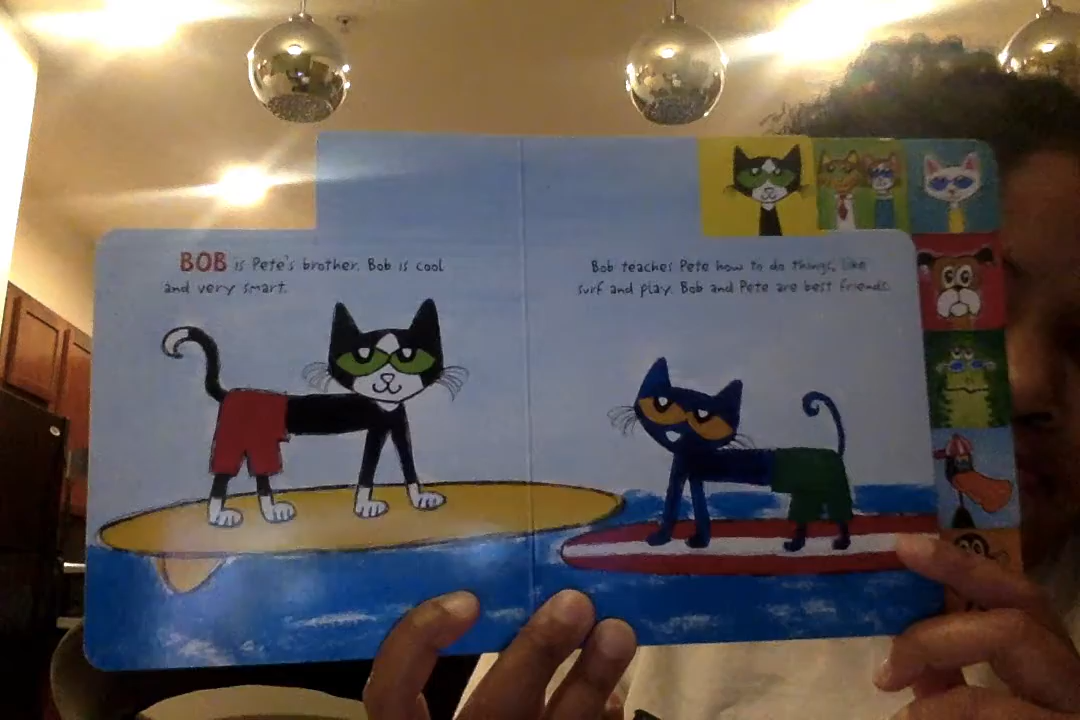 BOB is Pete's brother. Bob is cool
and very smart.
Bob teaches Pete how to do things, like
surf and play. Bob and Pete are best friends.